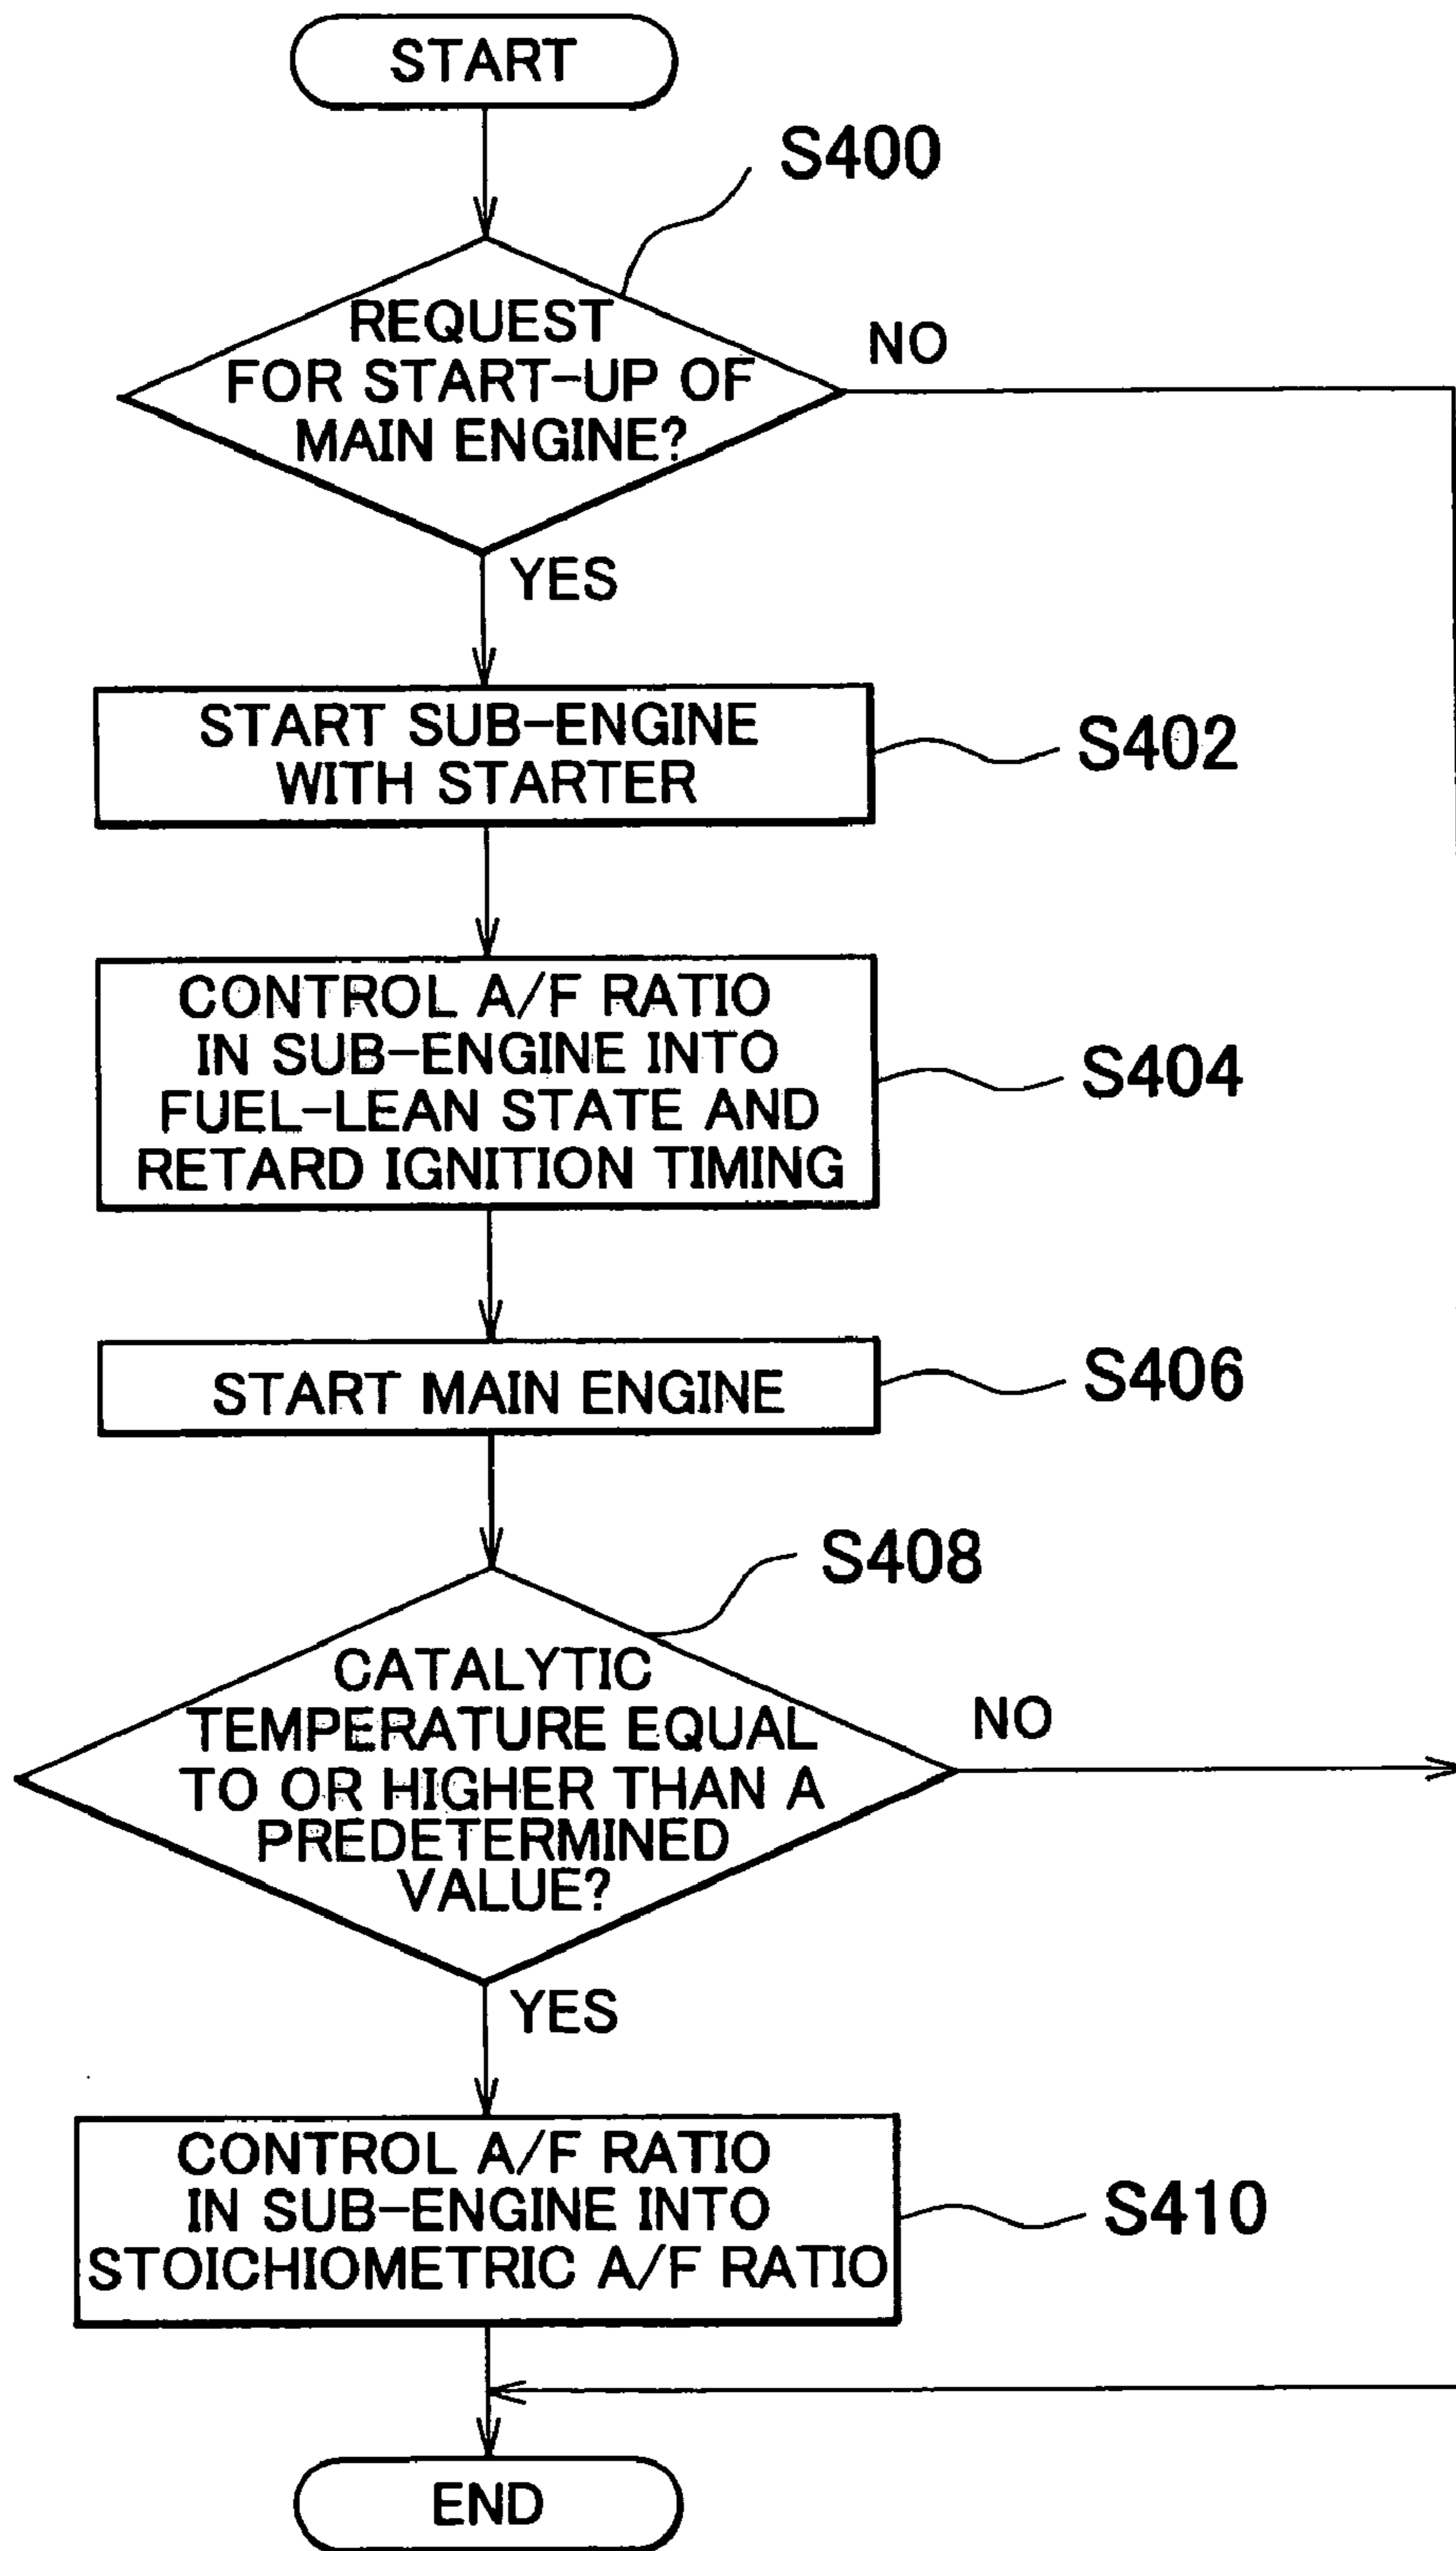 START
S400
REQUEST
FOR START-UP OF
MAIN ENGINE?
NO
YES
START SUB-ENGINE
WITH STARTER
S402
CONTROL A/F RATIO
IN SUB-ENGINE INTO
FUEL-LEAN STATE AND
RETARD IGNITION TIMING
S404
START MAIN ENGINE
S406
S408
CATALYTIC
TEMPERATURE EQUAL
TO OR HIGHER THAN A
PREDETERMINED
VALUE?
NO
YES
CONTROL A/F RATIO
IN SUB-ENGINE INTO
STOICHIOMETRIC A/F RATIO
S410
END